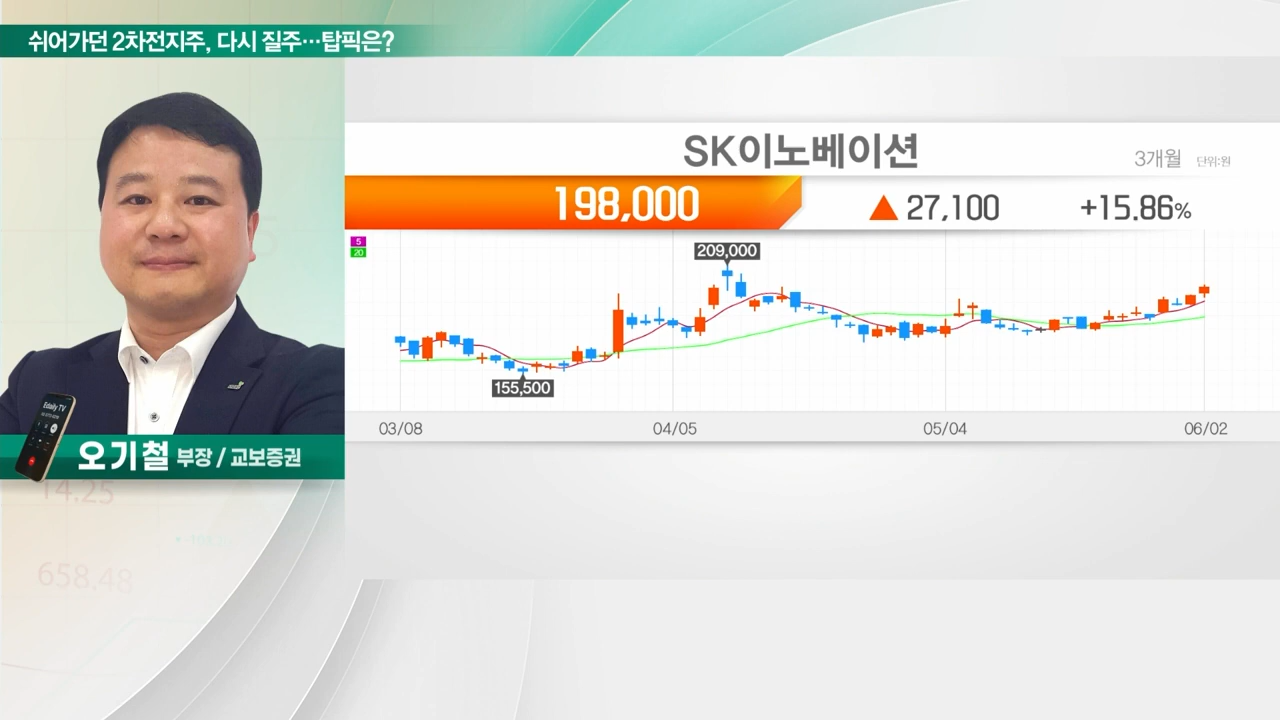 쉬어가던 2차전지주, 다시 질주…탑픽은?
SK이노베이션
3개월 단위:원
198,000 ▲ 27,100 +15.86%
5
20
209,000
155,500
03/08 04/05 05/04 06/02
Edaily TV
오기철 부장 / 교보증권
14.25
658.48